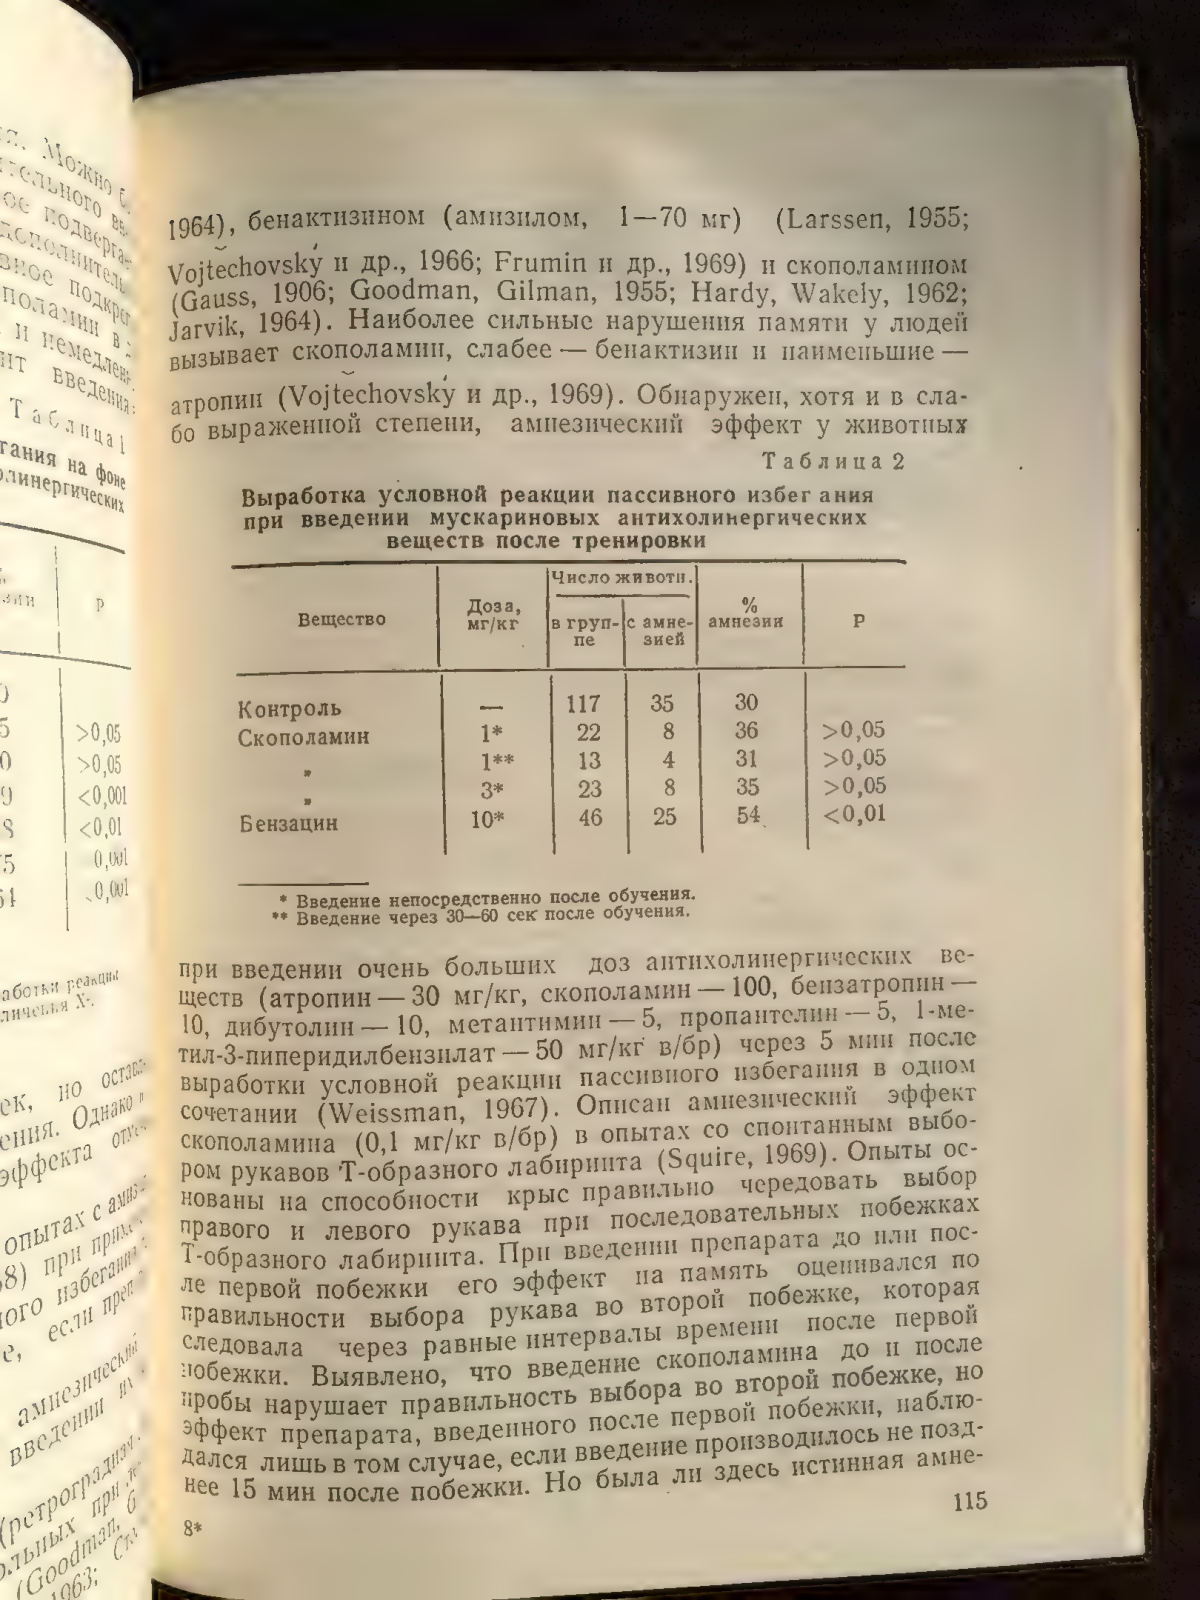 1964), бенактизином (амизилом, 1—70 мг) (Larssen, 1955;
Vojtěchovský и др., 1966; Frumin и др., 1969) и скополамином
(Gauss, 1906; Goodman, Gilman, 1955; Hardy, Wakely, 1962;
Jarvik, 1964). Наиболее сильные нарушения памяти у людей
вызывает скополамин, слабее — бенактизин и наименьшие —
атропин (Vojtěchovský и др., 1969). Обнаружен, хотя и в сла-
бо выраженной степени, амнезический эффект у животных
Таблица 2
Выработка условной реакции пассивного избегания
при введении мускариновых антихолинергических
веществ после тренировки
Вещество Доза, мг/кг Число животн. в груп-пе с амне-зией % амнезии P
Контроль — 117 35 30
Скополамин 1* 22 8 36 >0,05
„ 1** 13 4 31 >0,05
„ 3* 23 8 35 >0,05
Бензацин 10* 46 25 54 <0,01
* Введение непосредственно после обучения.
** Введение через 30—60 сек после обучения.
при введении очень больших доз антихолинергических ве-
ществ (атропин — 30 мг/кг, скополамин — 100, бензатропин —
10, дибутолин — 10, метантимин — 5, пропантелин — 5, 1-ме-
тил-3-пиперидилбензилат — 50 мг/кг в/бр) через 5 мин после
выработки условной реакции пассивного избегания в одном
сочетании (Weissman, 1967). Описан амнезический эффект
скополамина (0,1 мг/кг в/бр) в опытах со спонтанным выбо-
ром рукавов Т-образного лабиринта (Squire, 1969). Опыты ос-
нованы на способности крыс правильно чередовать выбор
правого и левого рукава при последовательных побежках
Т-образного лабиринта. При введении препарата до или пос-
ле первой побежки его эффект на память оценивался по
правильности выбора рукава во второй побежке, которая
следовала через равные интервалы времени после первой
побежки. Выявлено, что введение скополамина до и после
пробы нарушает правильность выбора во второй побежке, но
эффект препарата, введенного после первой побежки, наблю-
дался лишь в том случае, если введение производилось не позд-
нее 15 мин после побежки. Но была ли здесь истинная амне-
115
8*